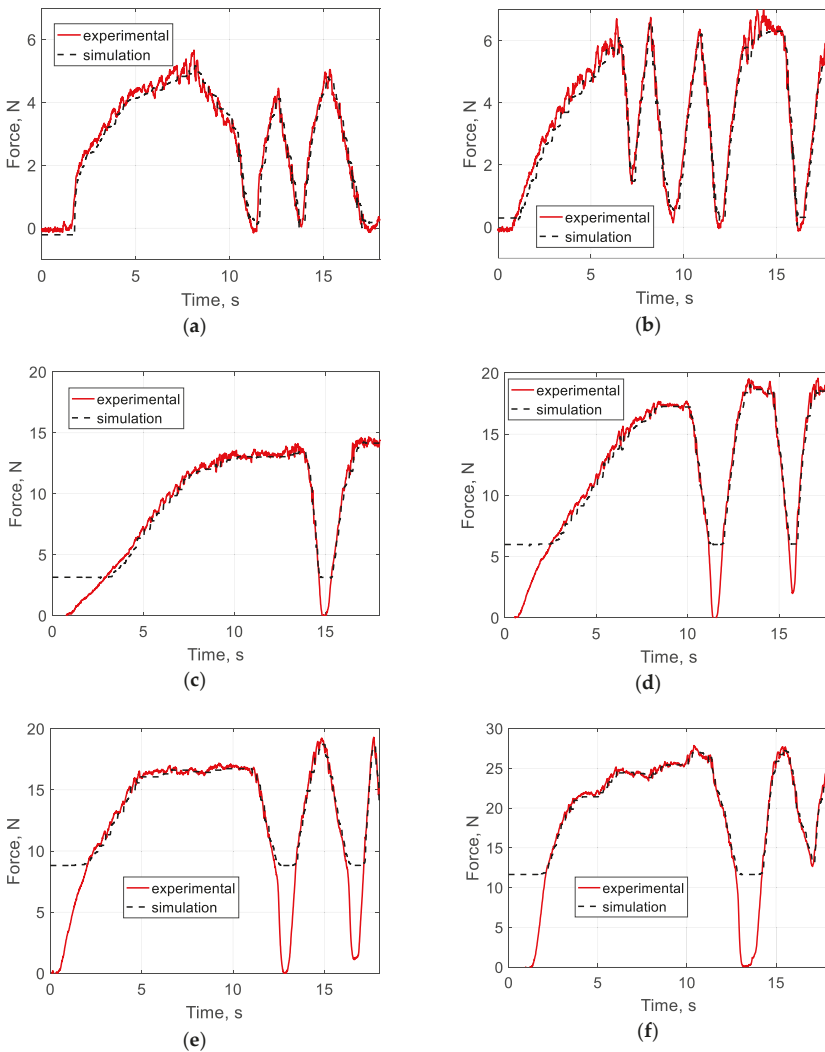 6
4
2
0
Force, N
experimental
simulation
0 5 10 15
Time, s
(a)
6
4
2
0
Force, N
experimental
simulation
0 5 10 15
Time, s
(b)
20
15
10
5
0
Force, N
experimental
simulation
5 10 15
Time, s
(c)
20
15
10
5
0
Force, N
experimental
simulation
0 5 10 15
Time, s
(d)
20
15
10
5
0
Force, N
experimental
simulation
0 5 10 15
Time, s
(e)
30
25
20
15
10
5
0
Force, N
experimental
simulation
0 5 10 15
Time, s
(f)